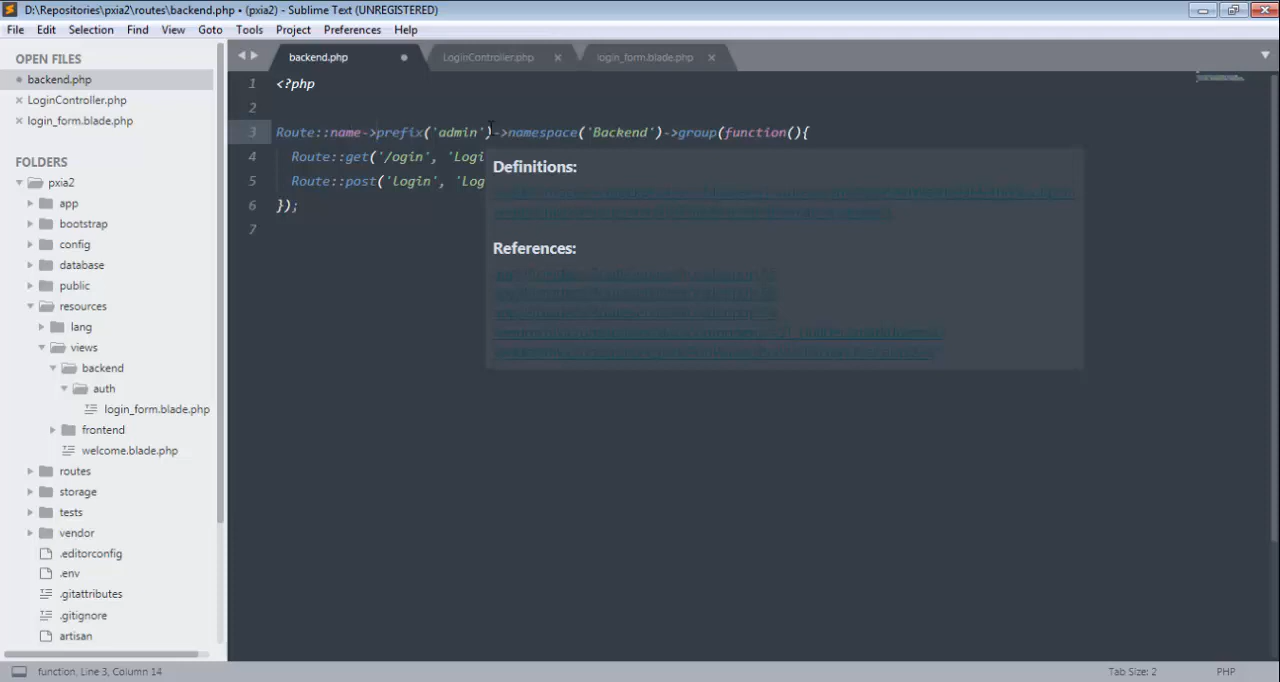 D:\Repositories\pxia2\routes\backend.php • (pxia2) - Sublime Text (UNREGISTERED)
File Edit Selection Find View Goto Tools Project Preferences Help
OPEN FILES
backend.php
LoginController.php
login_form.blade.php
FOLDERS
pxia2
app
bootstrap
config
database
public
resources
lang
views
backend
auth
login_form.blade.php
frontend
welcome.blade.php
routes
storage
tests
vendor
.editorconfig
.env
.gitattributes
.gitignore
artisan
backend.php LoginController.php login_form.blade.php
1 <?php
2
3 Route::name->prefix('admin')->namespace('Backend')->group(function(){
4 Route::get('/ogin', 'Logi
5 Route::post('Login', 'Log
6 });
7
Definitions:
References:
function, Line 3, Column 14
Tab Size: 2 PHP